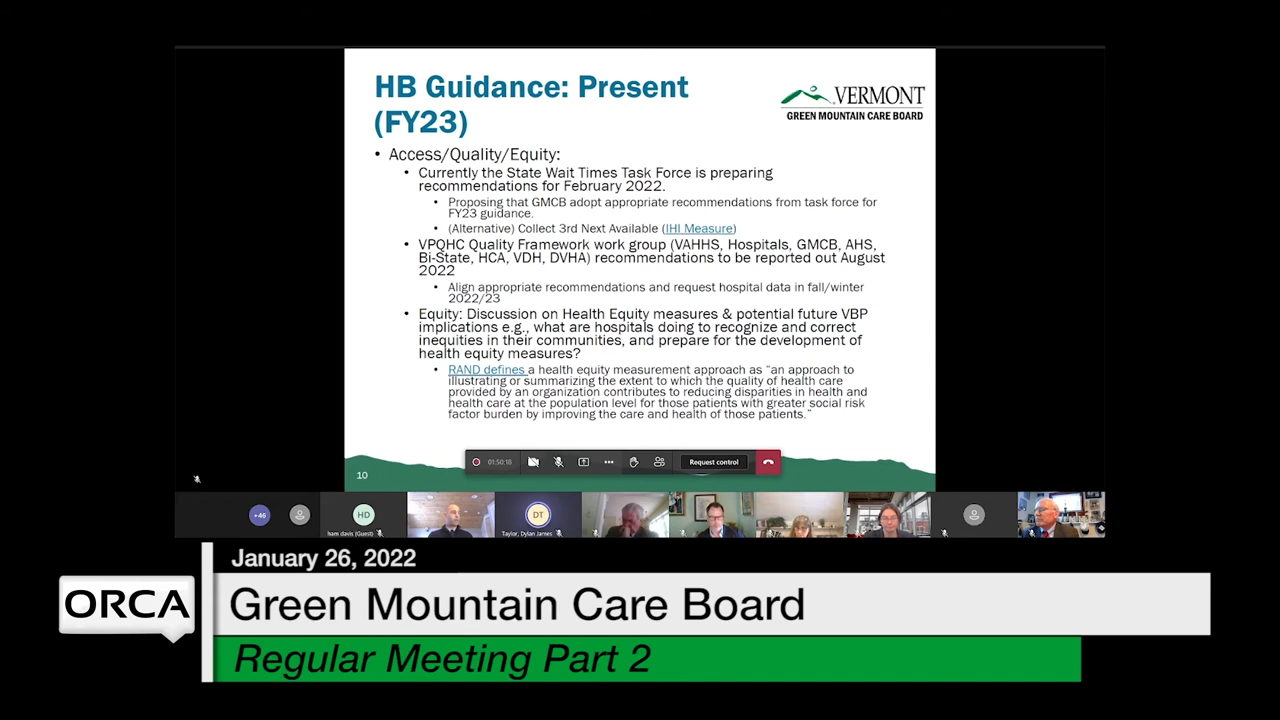 HB Guidance: Present
(FY23)
VERMONT
GREEN MOUNTAIN CARE BOARD
• Access/Quality/Equity:
• Currently the State Wait Times Task Force is preparing
recommendations for February 2022.
• Proposing that GMCB adopt appropriate recommendations from task force for
FY23 guidance.
• (Alternative) Collect 3rd Next Available (IHI Measure)
• VPQHC Quality Framework work group (VAHHS, Hospitals, GMCB, AHS,
Bi-State, HCA, VDH, DVHA) recommendations to be reported out August
2022
• Align appropriate recommendations and request hospital data in fall/winter
2022/23
• Equity: Discussion on Health Equity measures & potential future VBP
implications e.g., what are hospitals doing to recognize and correct
inequities in their communities, and prepare for the development of
health equity measures?
• RAND defines a health equity measurement approach as “an approach to
illustrating or summarizing the extent to which the quality of health care
provided by an organization contributes to reducing disparities in health and
health care at the population level for those patients with greater social risk
factor burden by improving the care and health of those patients.”
01:50:18
Request control
10
+46
HD
DT
ham davis (Guest)
Taylor, Dylan James
January 26, 2022
ORCA
Green Mountain Care Board
Regular Meeting Part 2